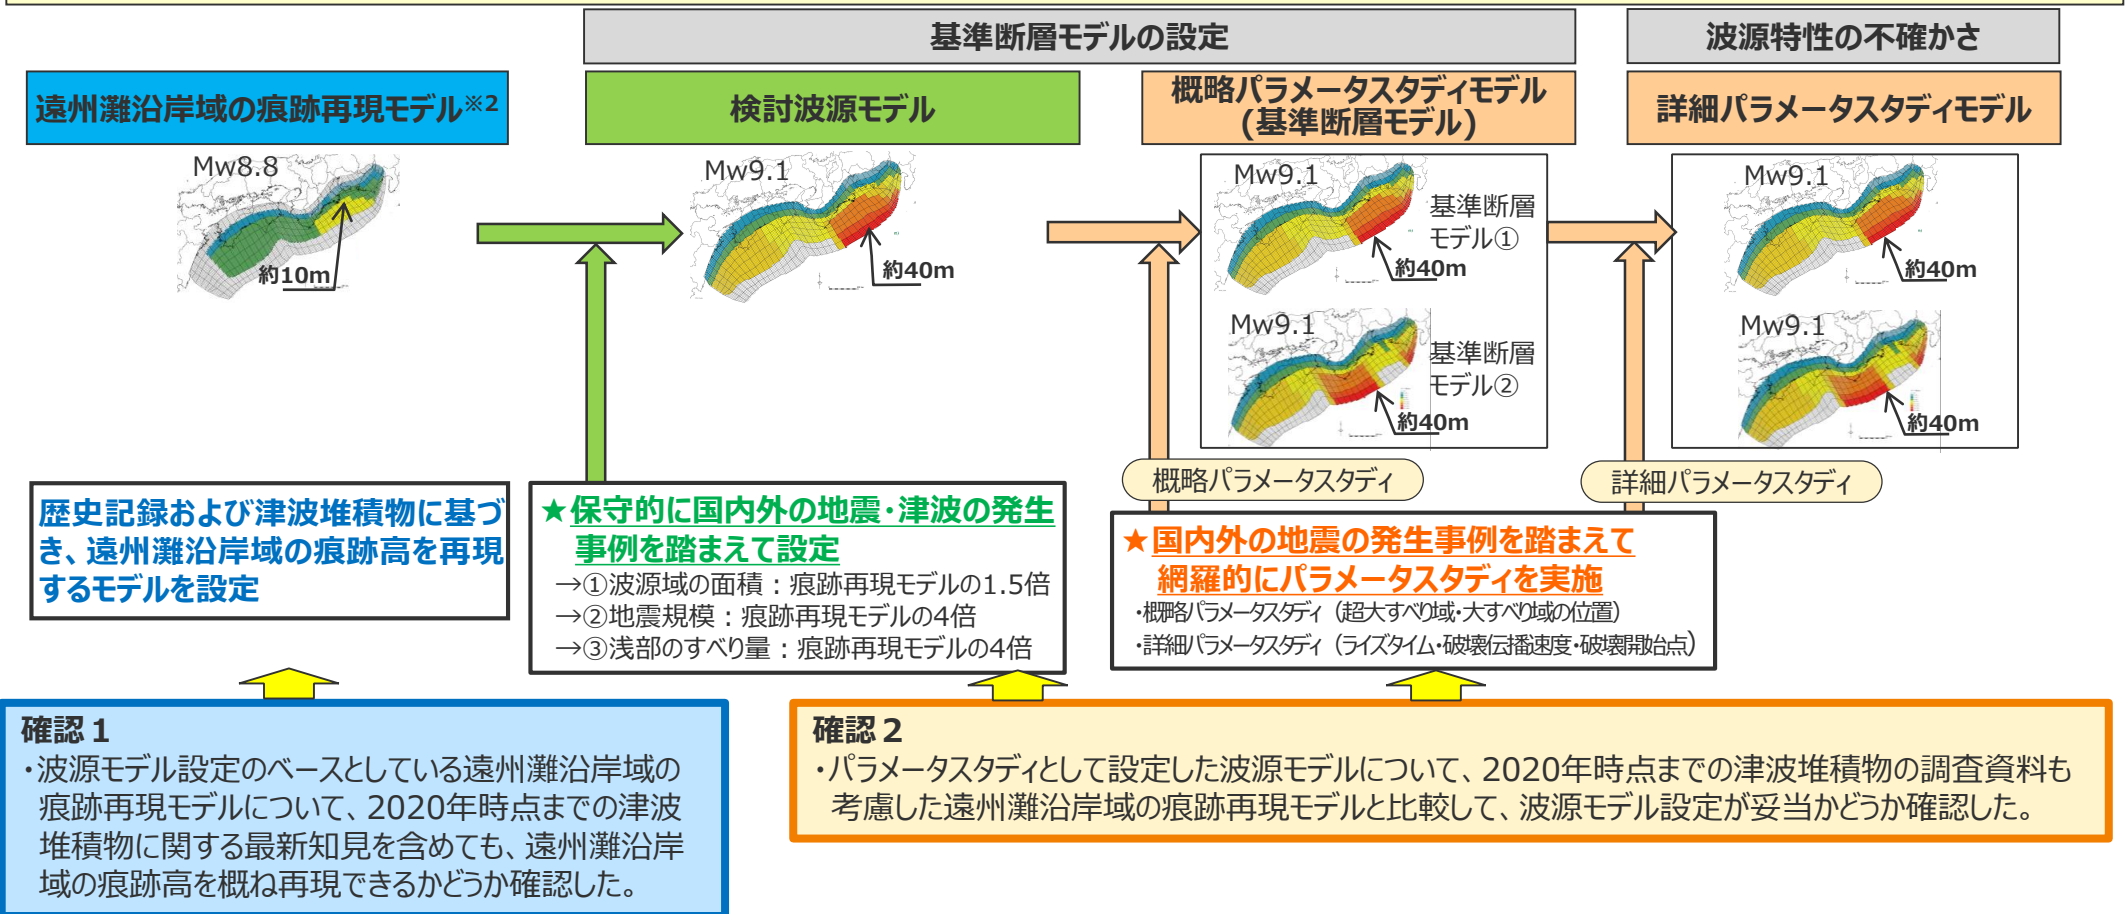 基準断層モデルの設定
波源特性の不確かさ
遠州灘沿岸域の痕跡再現モデル※2
検討波源モデル
概略パラメータスタディモデル
(基準断層モデル)
詳細パラメータスタディモデル
Mw8.8
約10m
Mw9.1
約40m
Mw9.1
基準断層
モデル①
約40m
Mw9.1
基準断層
モデル②
約40m
Mw9.1
約40m
Mw9.1
約40m
概略パラメータスタディ
詳細パラメータスタディ
歴史記録および津波堆積物に基づ
き、遠州灘沿岸域の痕跡高を再現
するモデルを設定
★保守的に国内外の地震・津波の発生
事例を踏まえて設定
→①波源域の面積：痕跡再現モデルの1.5倍
→②地震規模：痕跡再現モデルの4倍
→③浅部のすべり量：痕跡再現モデルの4倍
★国内外の地震の発生事例を踏まえて
網羅的にパラメータスタディを実施
・概略パラメータスタディ（超大すべり域・大すべり域の位置）
・詳細パラメータスタディ（ライズタイム・破壊伝播速度・破壊開始点）
確認１
・波源モデル設定のベースとしている遠州灘沿岸域の
痕跡再現モデルについて、2020年時点までの津波
堆積物に関する最新知見を含めても、遠州灘沿岸
域の痕跡高を概ね再現できるかどうか確認した。
確認２
・パラメータスタディとして設定した波源モデルについて、2020年時点までの津波堆積物の調査資料も
考慮した遠州灘沿岸域の痕跡再現モデルと比較して、波源モデル設定が妥当かどうか確認した。